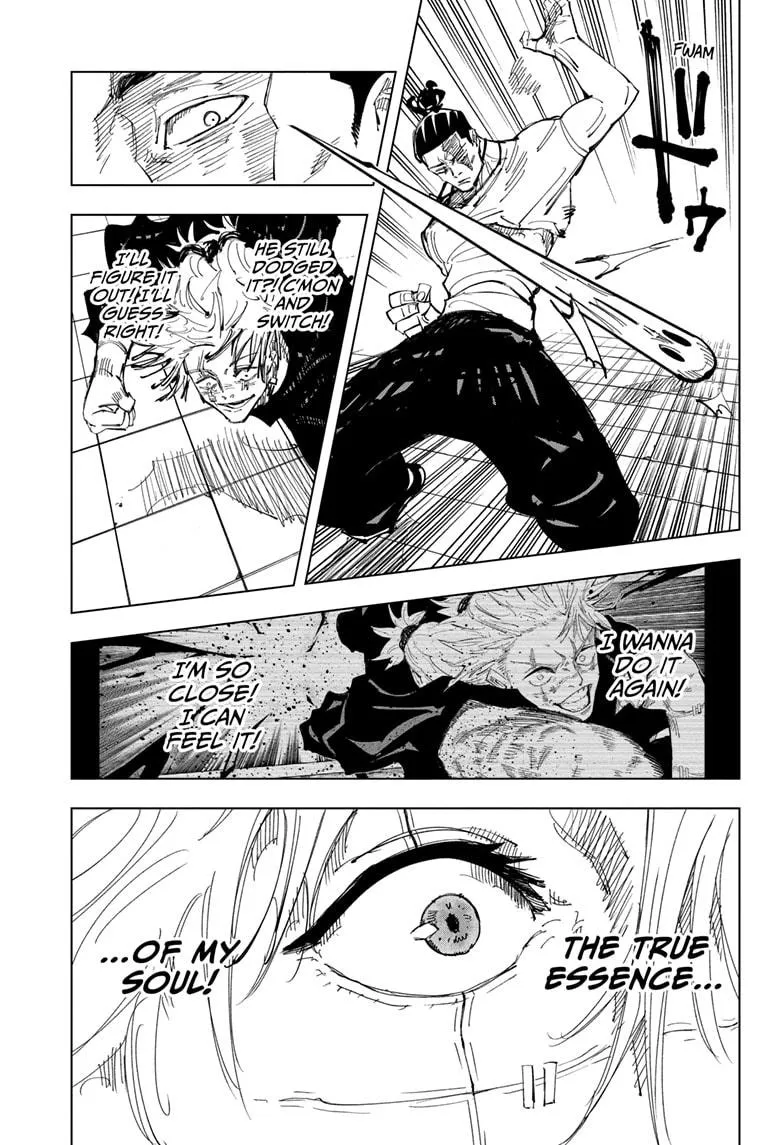 FWAM
ドゥ
HE STILL
DODGED
IT?! C'MON
AND
SWITCH!
I'LL
FIGURE IT
OUT! I'LL
GUESS
RIGHT!
I WANNA
DO IT
AGAIN!
I'M SO
CLOSE!
I CAN
FEEL IT!
THE TRUE
ESSENCE...
...OF MY
SOUL!